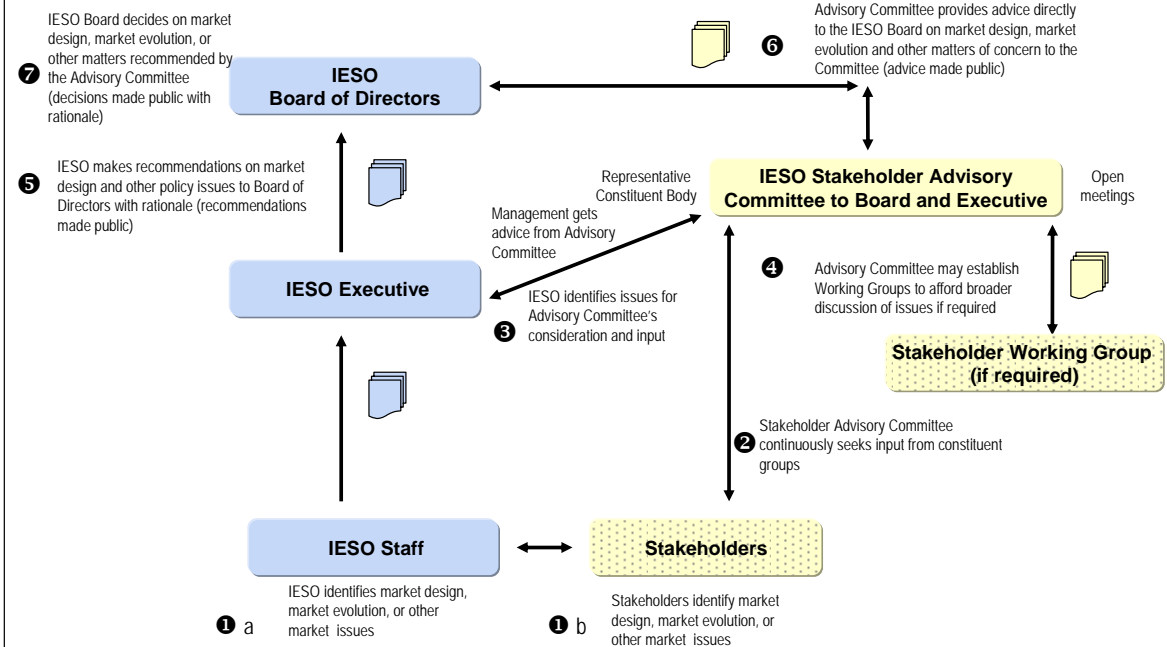 IESO Board decides on market
design, market evolution, or
other matters recommended by
❼ the Advisory Committee
(decisions made public with
rationale)
IESO
Board of Directors
❻
Advisory Committee provides advice directly
to the IESO Board on market design, market
evolution and other matters of concern to the
Committee (advice made public)
❺
IESO makes recommendations on market
design and other policy issues to Board of
Directors with rationale (recommendations
made public)
Representative
Constituent Body
IESO Stakeholder Advisory
Committee to Board and Executive
Open
meetings
Management gets
advice from Advisory
Committee
IESO Executive
❸
IESO identifies issues for
Advisory Committee's
consideration and input
❹
Advisory Committee may establish
Working Groups to afford broader
discussion of issues if required
Stakeholder Working Group
(if required)
❷
Stakeholder Advisory Committee
continuously seeks input from constituent
groups
IESO Staff
Stakeholders
❶ a
IESO identifies market design,
market evolution, or other
market issues
❶ b
Stakeholders identify market
design, market evolution, or
other market issues